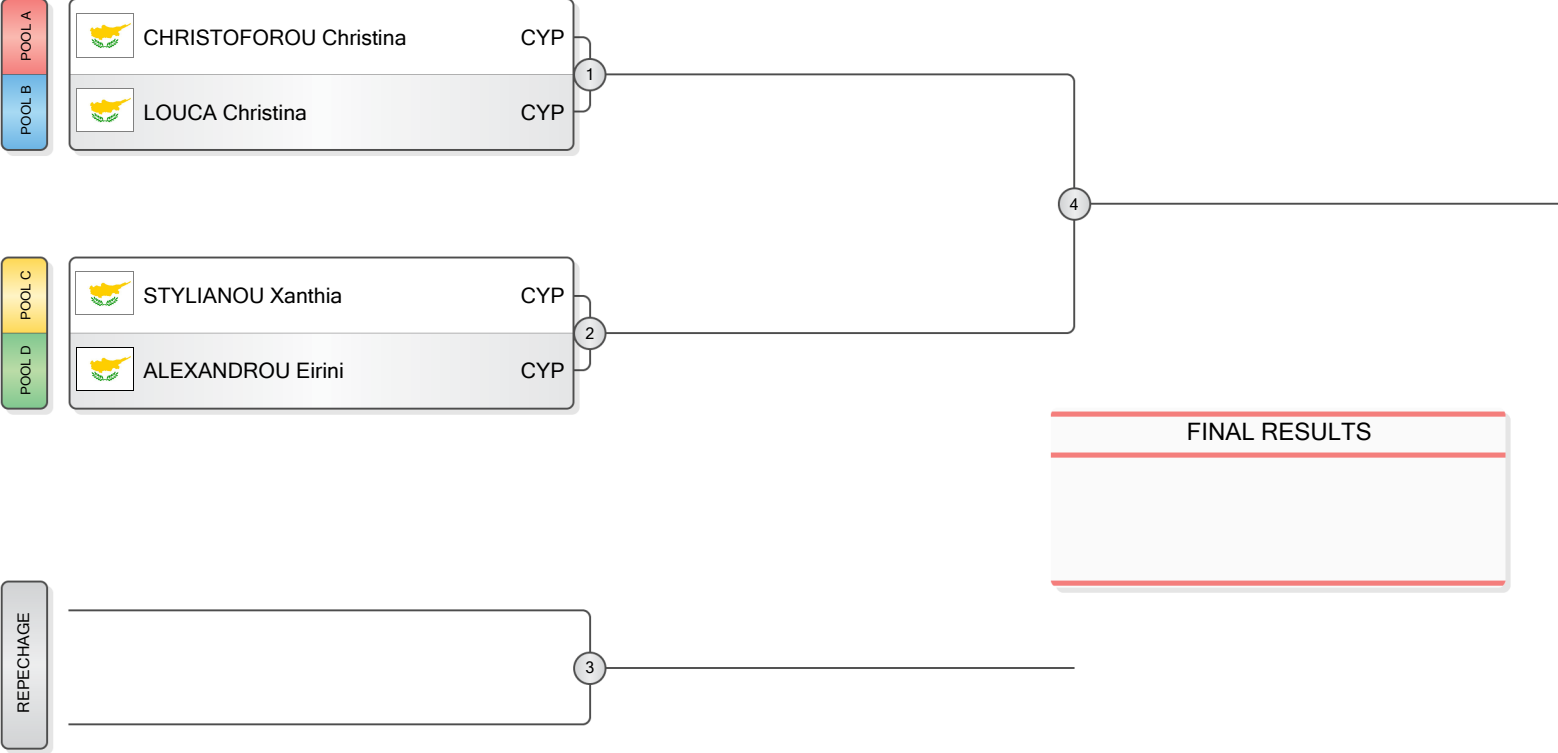 POOL A
CHRISTOFOROU Christina CYP
1
POOL B
LOUCA Christina CYP
4
POOL C
STYLIANOU Xanthia CYP
2
POOL D
ALEXANDROU Eirini CYP
FINAL RESULTS
REPECHAGE
3